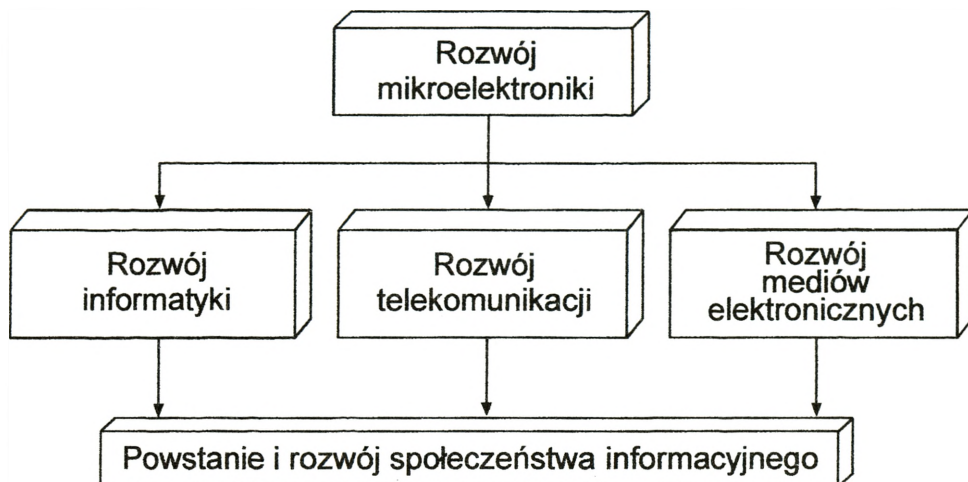 Rozwój
mikroelektroniki
Rozwój
informatyki
Rozwój
telekomunikacji
Rozwój
mediów
elektronicznych
Powstanie i rozwój społeczeństwa informacyjnego